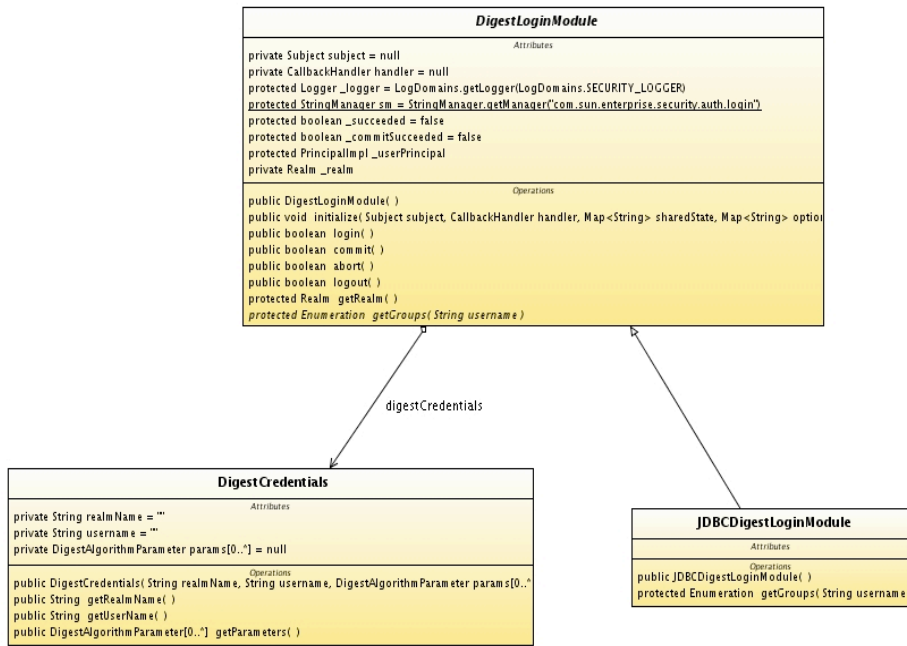 DigestLoginModule
Attributes
private Subject subject = null
private CallbackHandler handler = null
protected Logger _logger = LogDomains.getLogger(LogDomains.SECURITY_LOGGER)
protected StringManager sm = StringManager.getManager("com.sun.enterprise.security.auth.login")
protected boolean _succeeded = false
protected boolean _commitSucceeded = false
protected PrincipalImpl _userPrincipal
private Realm _realm
Operations
public DigestLoginModule( )
public void initialize( Subject subject, CallbackHandler handler, Map<String> sharedState, Map<String> option
public boolean login( )
public boolean commit( )
public boolean abort( )
public boolean logout( )
protected Realm getRealm( )
protected Enumeration getGroups( String username )
digestCredentials
DigestCredentials
Attributes
private String realmName = ""
private String username = ""
private DigestAlgorithmParameter params[0..*] = null
Operations
public DigestCredentials( String realmName, String username, DigestAlgorithmParameter params[0..*
public String getRealmName( )
public String getUserName( )
public DigestAlgorithmParameter[0..*] getParameters( )
JDBCDigestLoginModule
Attributes
Operations
public JDBCDigestLoginModule( )
protected Enumeration getGroups( String username